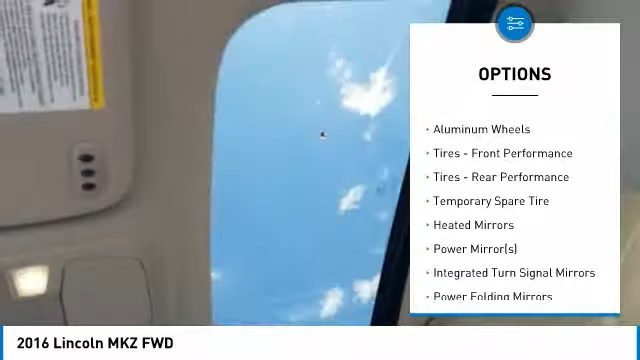 OPTIONS
Aluminum Wheels
Tires - Front Performance
Tires - Rear Performance
Temporary Spare Tire
Heated Mirrors
Power Mirror(s)
Integrated Turn Signal Mirrors
Power Folding Mirrors
2016 Lincoln MKZ FWD